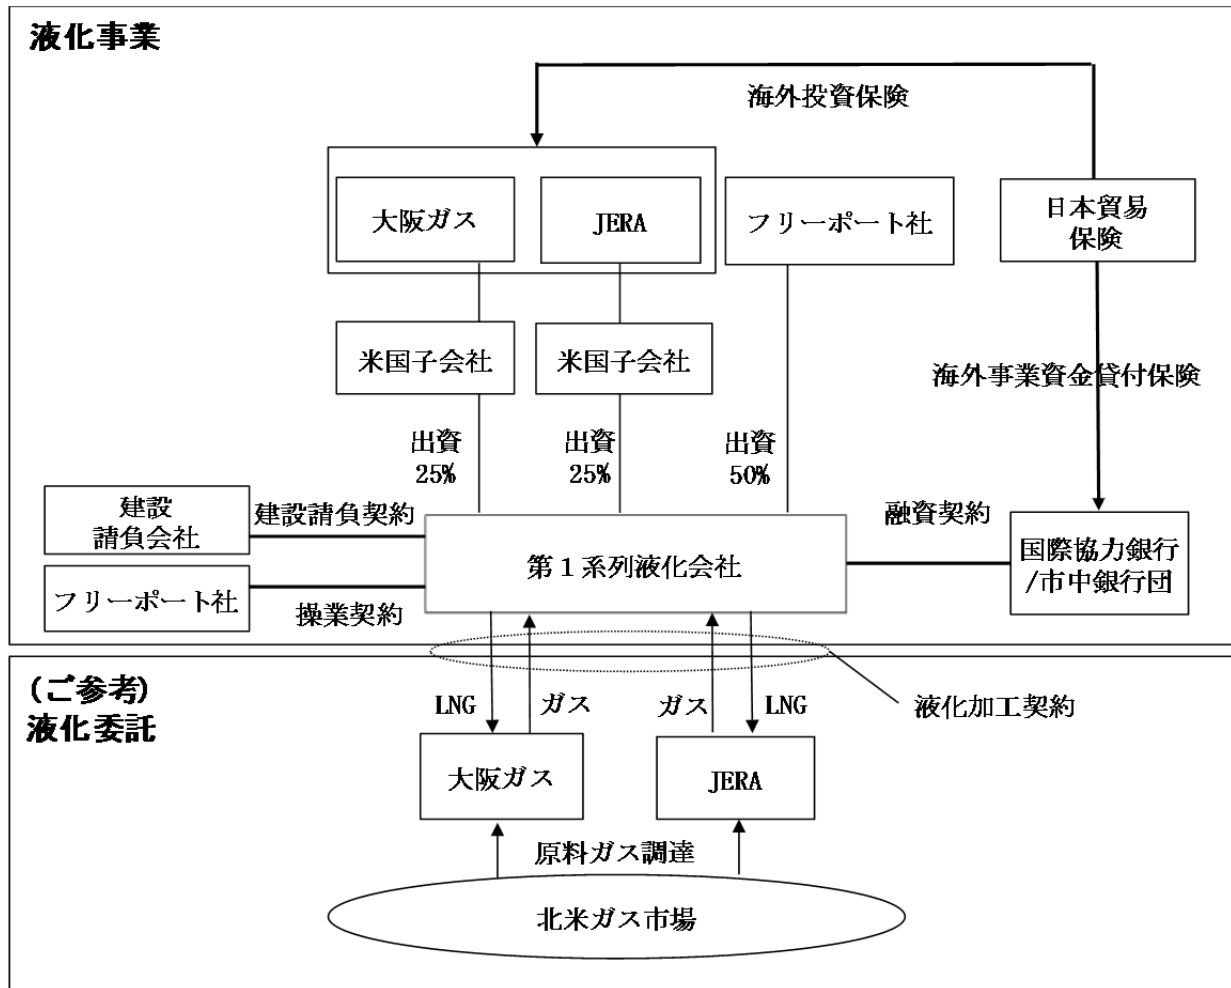 液化事業
海外投資保険
大阪ガス
JERA
フリーポート社
日本貿易
保険
米国子会社
米国子会社
海外事業資金貸付保険
出資
25%
出資
25%
出資
50%
建設
請負会社
建設請負契約
融資契約
第1系列液化会社
国際協力銀行
/市中銀行団
フリーポート社
操業契約
(ご参考)
液化委託
LNG
ガス
ガス
LNG
液化加工契約
大阪ガス
JERA
原料ガス調達
北米ガス市場